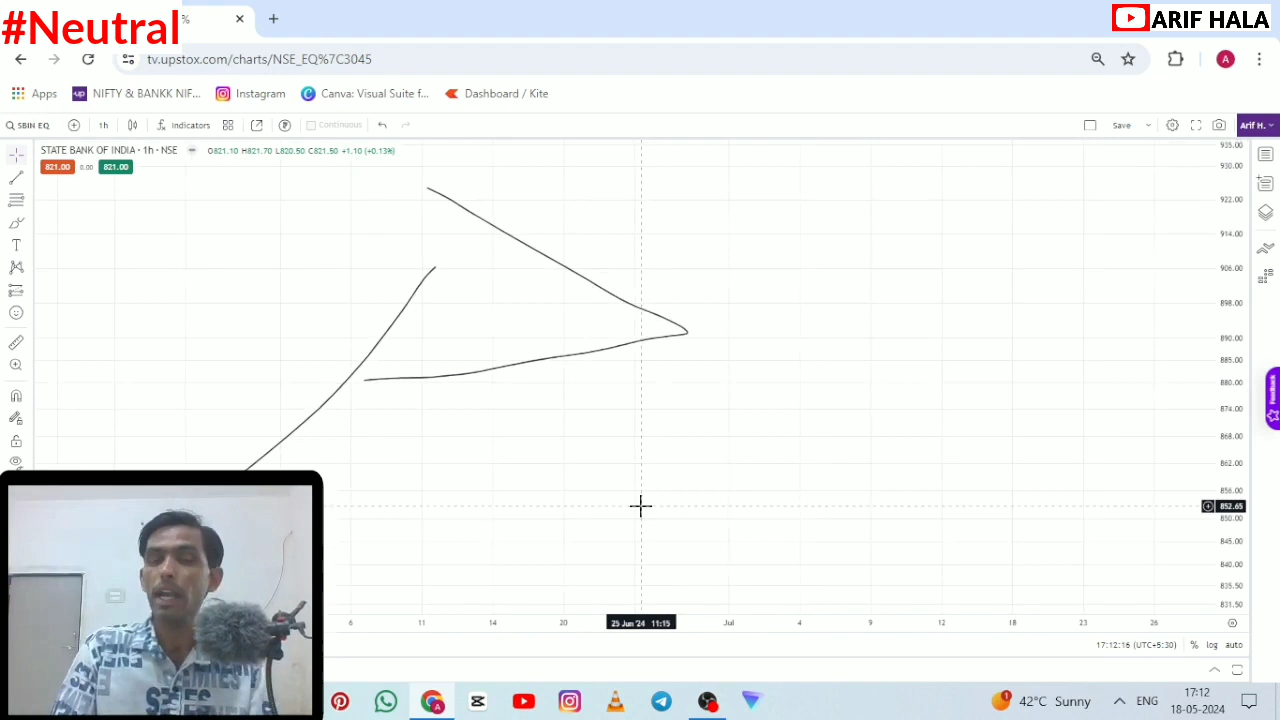 #Neutral
%
ARIF HALA
tv.upstox.com/charts/NSE_EQ%7C3045
A
Apps
up
NIFTY & BANKK NIF...
Instagram
Canva: Visual Suite f...
Dashboard / Kite
SBIN EQ
1h
Indicators
Continuous
Save
Arif H.
STATE BANK OF INDIA · 1h · NSE
O821.10 H821.70 L820.50 C821.50 +1.10 (+0.13%)
821.00
0.00
821.00
935.00
930.00
922.00
914.00
906.00
898.00
890.00
885.00
880.00
874.00
868.00
862.00
856.00
852.65
850.00
845.00
840.00
835.50
831.50
Feedback
6
11
14
20
25 Jun '24 11:15
Jul
4
9
12
18
23
26
17:12:16 (UTC+5:30)
%
log
auto
42°C Sunny
ENG
17:12
18-05-2024